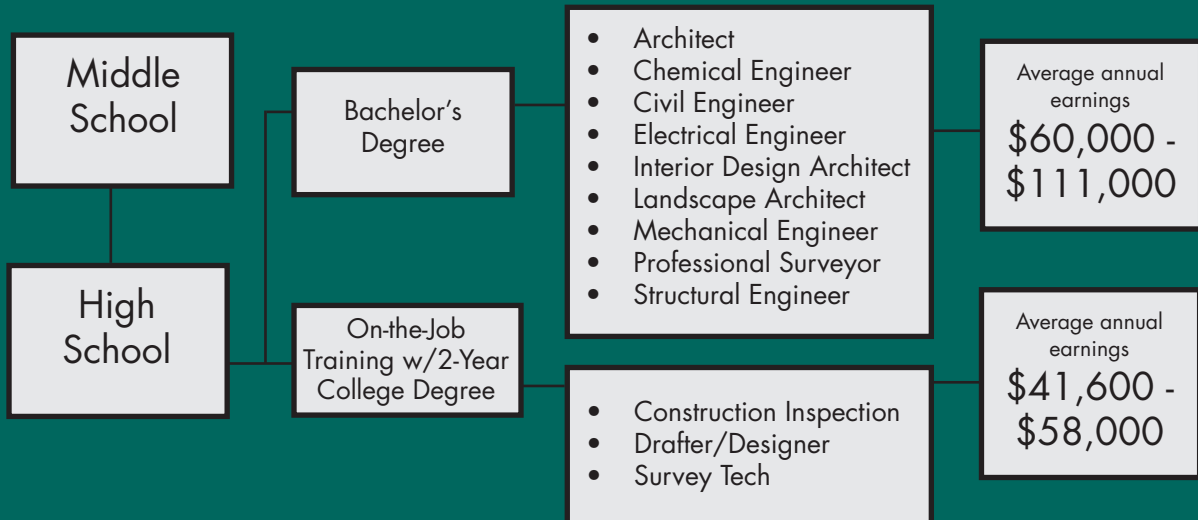 Middle
School
High
School
Bachelor's
Degree
On-the-Job
Training w/2-Year
College Degree
• Architect
• Chemical Engineer
• Civil Engineer
• Electrical Engineer
• Interior Design Architect
• Landscape Architect
• Mechanical Engineer
• Professional Surveyor
• Structural Engineer
Average annual
earnings
$60,000 -
$111,000
• Construction Inspection
• Drafter/Designer
• Survey Tech
Average annual
earnings
$41,600 -
$58,000